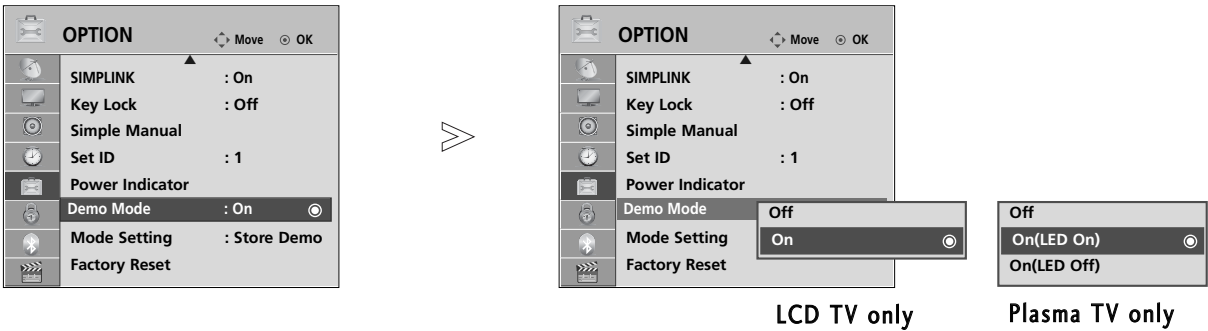 OPTION
Move OK
SIMPLINK : On
Key Lock : Off
Simple Manual
Set ID : 1
Power Indicator
Demo Mode : On
Mode Setting : Store Demo
Factory Reset
OPTION
Move OK
SIMPLINK : On
Key Lock : Off
Simple Manual
Set ID : 1
Power Indicator
Demo Mode
Mode Setting
Factory Reset
Off
On
LCD TV only
Off
On(LED On)
On(LED Off)
Plasma TV only